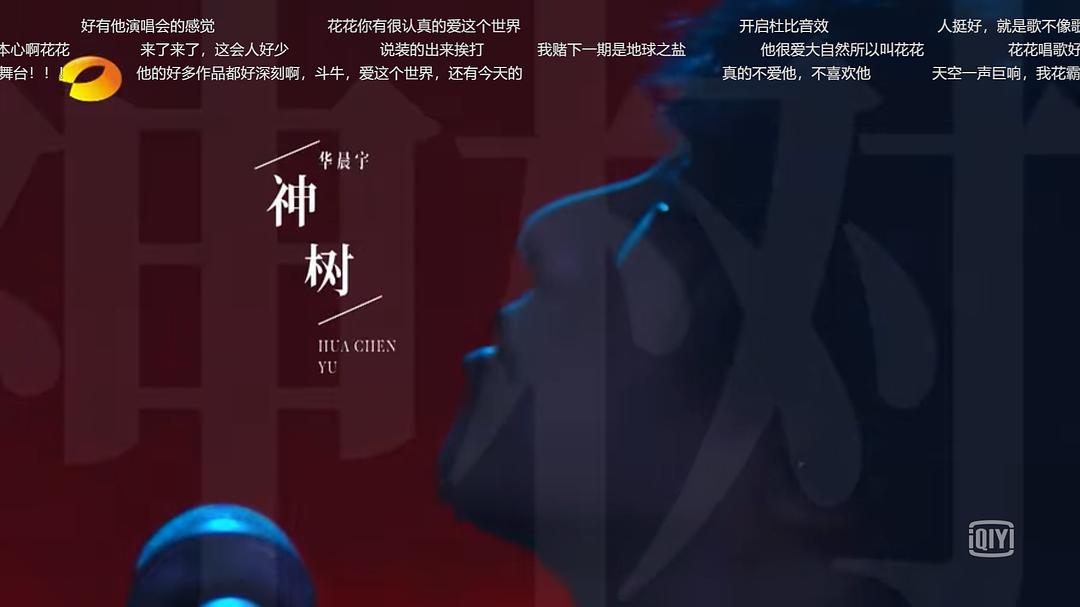 好有他演唱会的感觉
花花你有很认真的爱这个世界
开启杜比音效
人挺好，就是歌不像歌
本心啊花花
来了来了，这会人好少
说装的出来挨打
我赌下一期是地球之盐
他很爱大自然所以叫花花
花花唱歌好
舞台！！！
他的好多作品都好深刻啊，斗牛，爱这个世界，还有今天的
真的不爱他，不喜欢他
天空一声巨响，我花霸
华晨宇
神
树
HUA CHEN
YU
神树
iQIYI